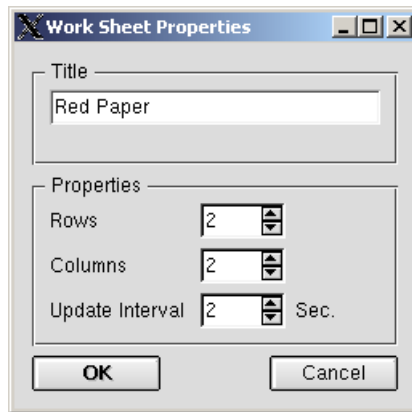 Work Sheet Properties
Title
Red Paper
Properties
Rows 2
Columns 2
Update Interval 2 Sec.
OK Cancel